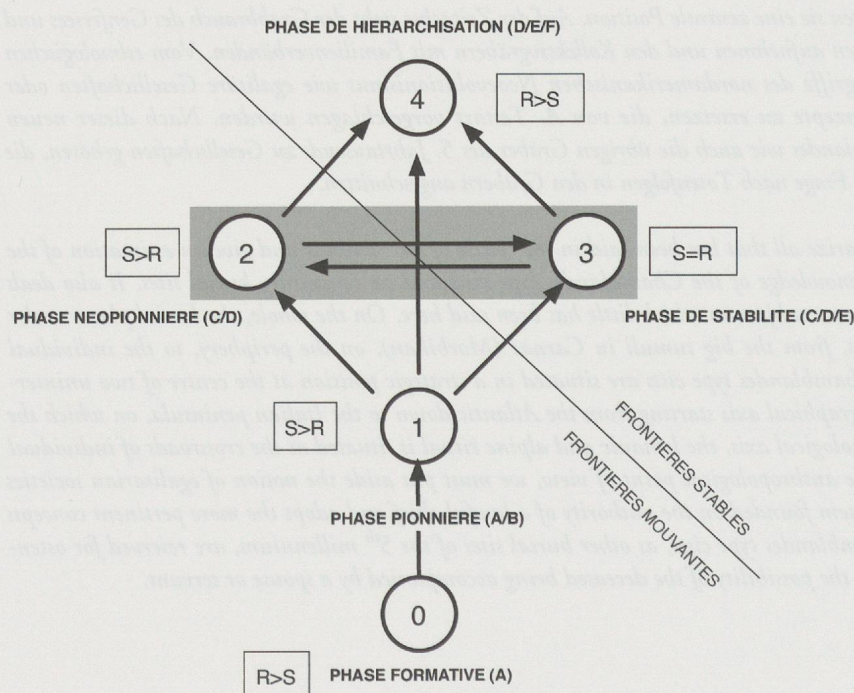 PHASE DE HIERARCHISATION (D/E/F)
4
R>S
S>R
2
3
S=R
PHASE NEOPIONNIERE (C/D)
PHASE DE STABILITE (C/D/E)
S>R
1
FRONTIERES STABLES
FRONTIERES MOUVANTES
PHASE PIONNIERE (A/B)
0
R>S
PHASE FORMATIVE (A)